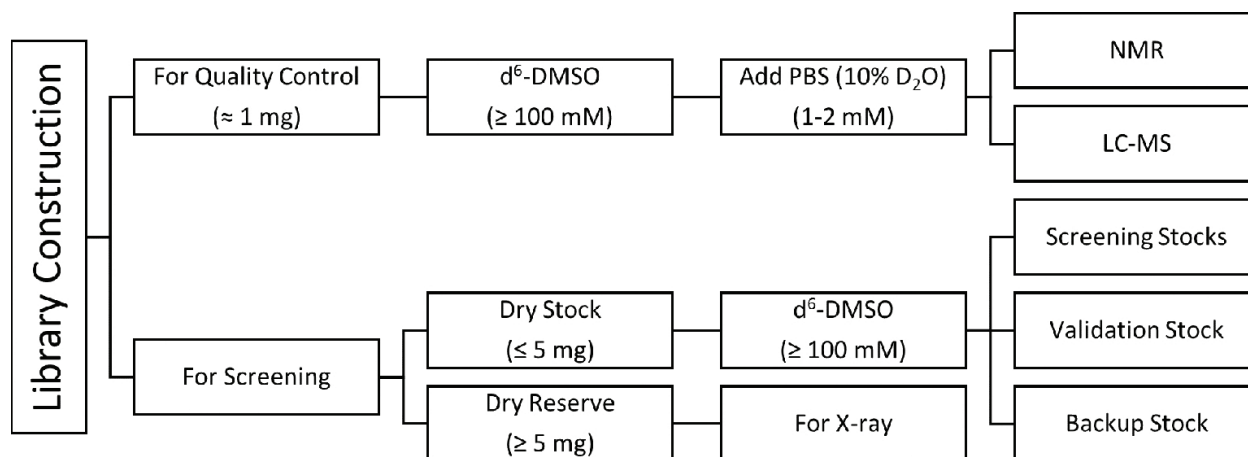 Library Construction
For Quality Control
(≈ 1 mg)
d⁶-DMSO
(≥ 100 mM)
Add PBS (10% D₂O)
(1-2 mM)
NMR
LC-MS
For Screening
Dry Stock
(≤ 5 mg)
d⁶-DMSO
(≥ 100 mM)
Screening Stocks
Validation Stock
Backup Stock
Dry Reserve
(≥ 5 mg)
For X-ray